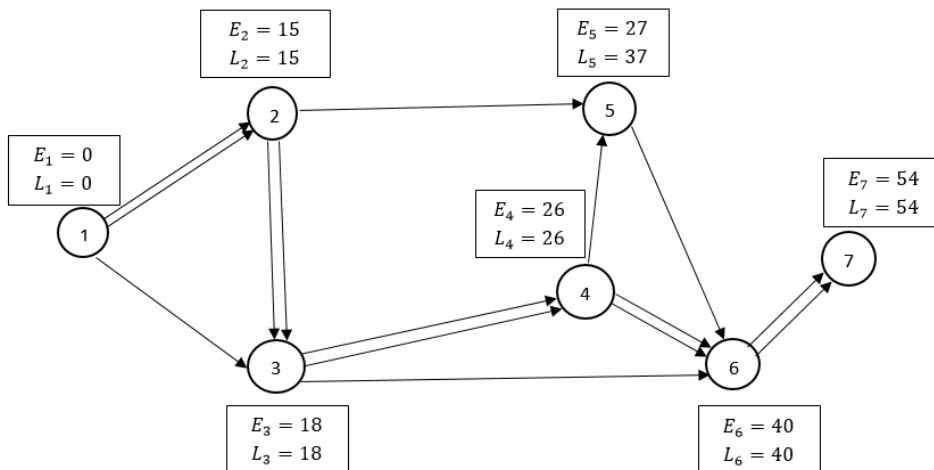 E₂ = 15
L₂ = 15
E₅ = 27
L₅ = 37
2
5
E₁ = 0
L₁ = 0
E₇ = 54
L₇ = 54
E₄ = 26
L₄ = 26
1
7
4
3
6
E₃ = 18
L₃ = 18
E₆ = 40
L₆ = 40